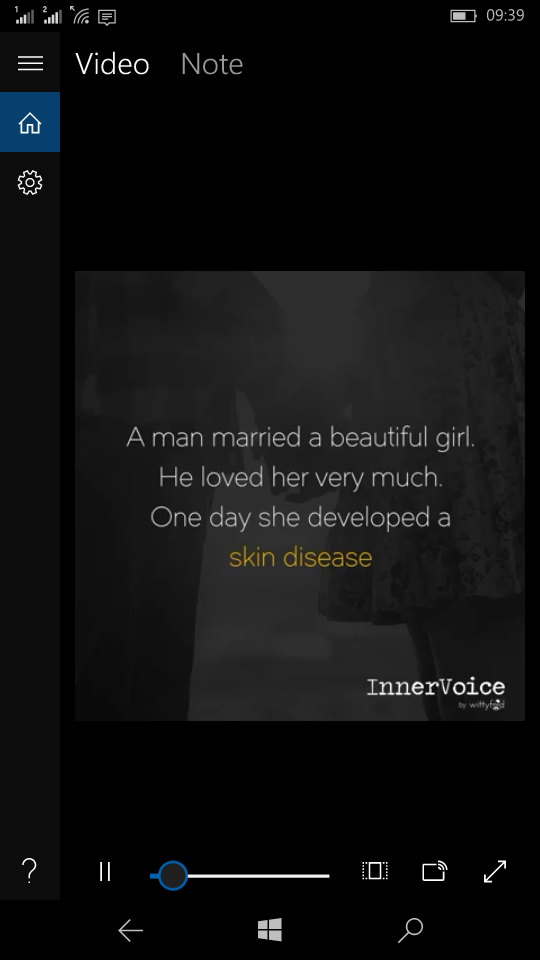 1 2 09:39
Video Note
A man married a beautiful girl.
He loved her very much.
One day she developed a
skin disease
InnerVoice
by wittyfeed
?